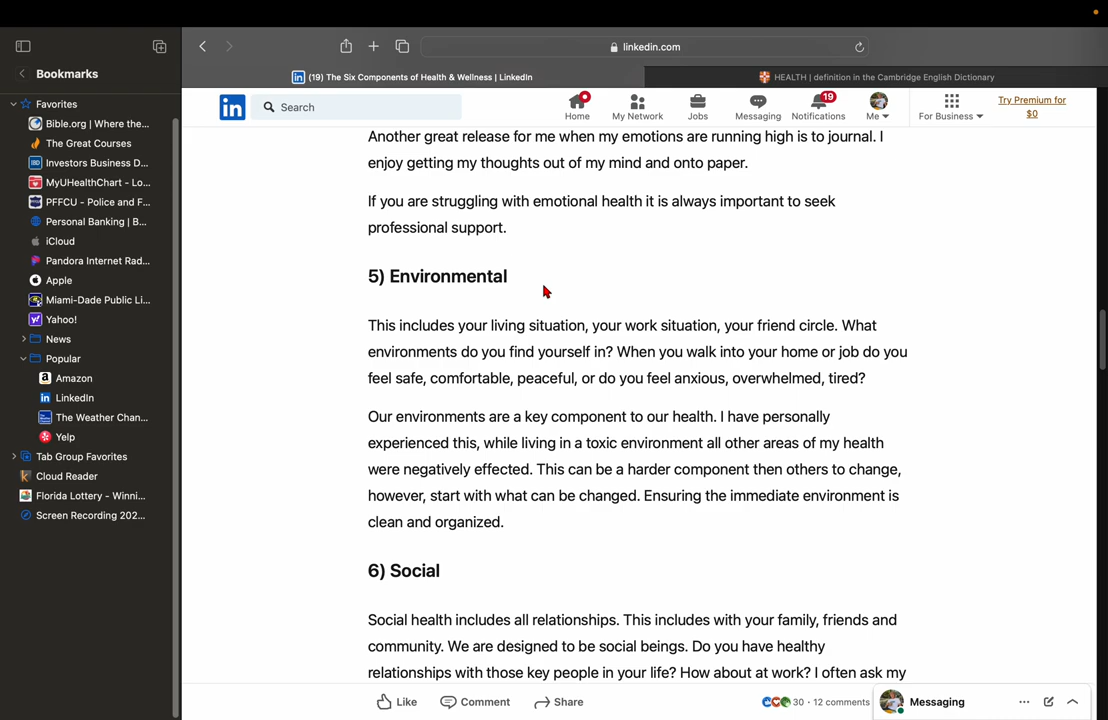 Bookmarks
Favorites
Bible.org | Where the...
The Great Courses
Investors Business D...
MyUHealthChart - Lo...
PFFCU - Police and F...
Personal Banking | B...
iCloud
Pandora Internet Rad...
Apple
Miami-Dade Public Li...
Yahoo!
News
Popular
Amazon
LinkedIn
The Weather Chan...
Yelp
Tab Group Favorites
Cloud Reader
Florida Lottery - Winni...
Screen Recording 202...
linkedin.com
(19) The Six Components of Health & Wellness | LinkedIn
HEALTH | definition in the Cambridge English Dictionary
in
Search
Home
My Network
Jobs
Messaging
19
Notifications
Me
For Business
Try Premium for
$0
Another great release for me when my emotions are running high is to journal. I
enjoy getting my thoughts out of my mind and onto paper.
If you are struggling with emotional health it is always important to seek
professional support.
5) Environmental
This includes your living situation, your work situation, your friend circle. What
environments do you find yourself in? When you walk into your home or job do you
feel safe, comfortable, peaceful, or do you feel anxious, overwhelmed, tired?
Our environments are a key component to our health. I have personally
experienced this, while living in a toxic environment all other areas of my health
were negatively effected. This can be a harder component then others to change,
however, start with what can be changed. Ensuring the immediate environment is
clean and organized.
6) Social
Social health includes all relationships. This includes with your family, friends and
community. We are designed to be social beings. Do you have healthy
relationships with those key people in your life? How about at work? I often ask my
Like
Comment
Share
30 · 12 comments
Messaging